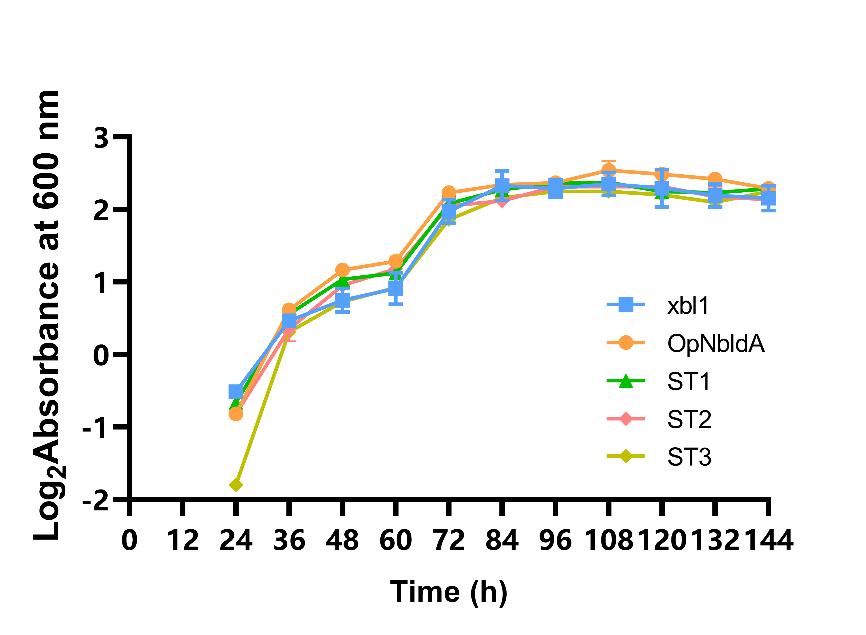 Log2Absorbance at 600 nm
3
2
1
0
-1
-2
0 12 24 36 48 60 72 84 96 108 120 132 144
Time (h)
xbl1
OpNbldA
ST1
ST2
ST3